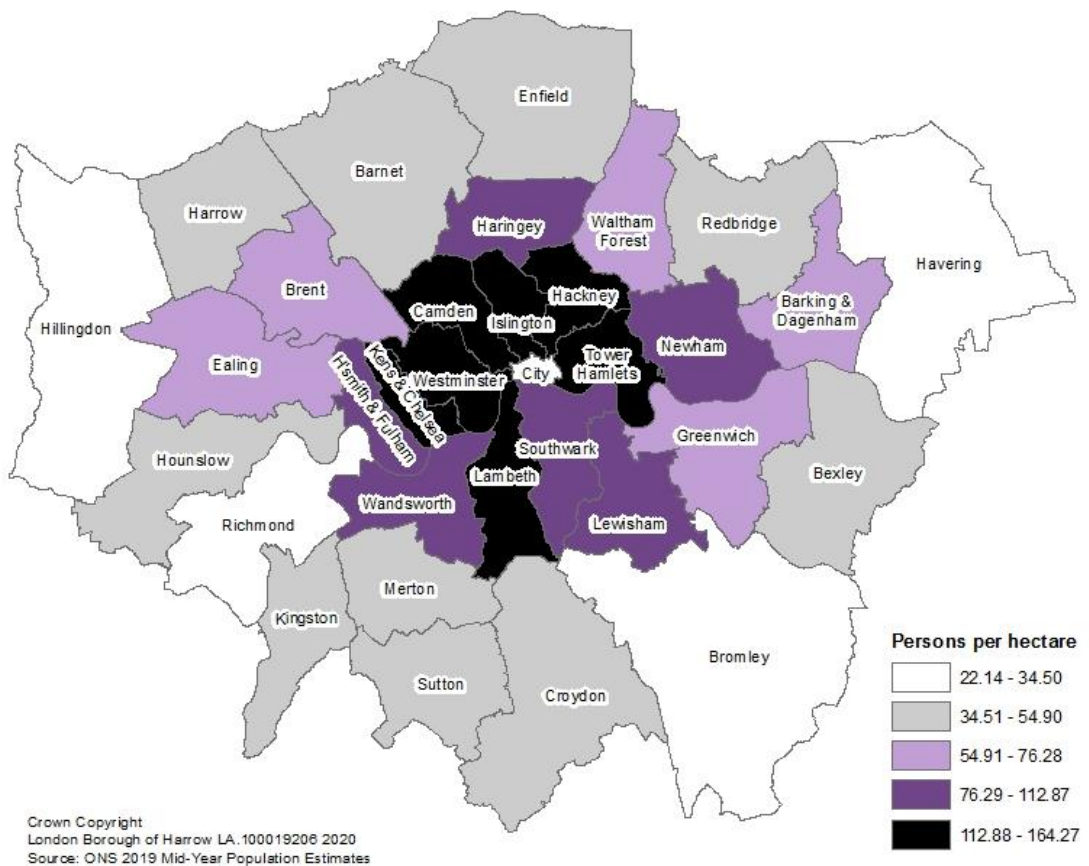 Enfield
Barnet
Harrow
Haringey
Waltham
Forest
Redbridge
Havering
Hillingdon
Brent
Camden
Hackney
Islington
Barking &
Dagenham
Newham
Ealing
H'smith & Fulham
Kens & Chelsea
Westminster
City
Tower
Hamlets
Hounslow
Greenwich
Southwark
Lambeth
Bexley
Wandsworth
Lewisham
Richmond
Merton
Kingston
Sutton
Croydon
Bromley
Persons per hectare
22.14 - 34.50
34.51 - 54.90
54.91 - 76.28
76.29 - 112.87
112.88 - 164.27
Crown Copyright
London Borough of Harrow LA.100019206 2020
Source: ONS 2019 Mid-Year Population Estimates